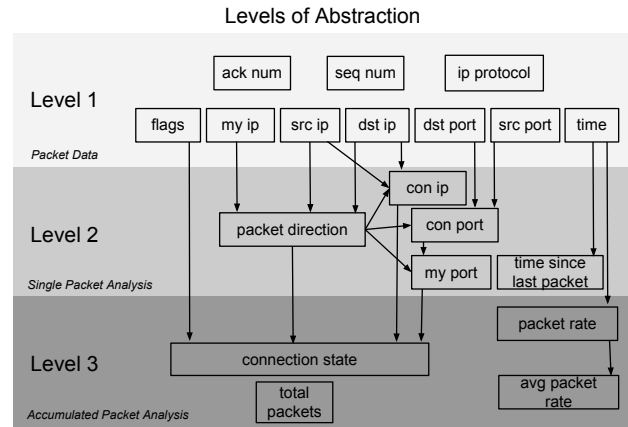 Levels of Abstraction
ack num
seq num
ip protocol
Level 1
flags
my ip
src ip
dst ip
dst port
src port
time
Packet Data
con ip
Level 2
packet direction
con port
my port
time since
last packet
Single Packet Analysis
packet rate
Level 3
connection state
total
packets
avg packet
rate
Accumulated Packet Analysis